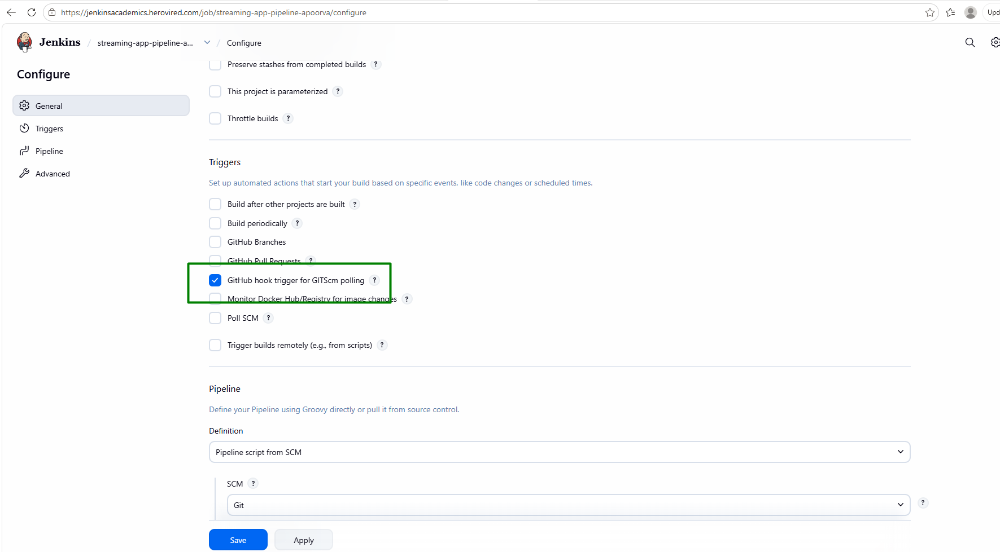 https://jenkinsacademics.herovired.com/job/streaming-app-pipeline-apoorva/configure
Upd
Jenkins / streaming-app-pipeline-a... / Configure
Configure
General
Triggers
Pipeline
Advanced
Preserve stashes from completed builds ?
This project is parameterized ?
Throttle builds ?
Triggers
Set up automated actions that start your build based on specific events, like code changes or scheduled times.
Build after other projects are built ?
Build periodically ?
GitHub Branches
GitHub Pull Requests ?
GitHub hook trigger for GITScm polling ?
Monitor Docker Hub/Registry for image changes ?
Poll SCM ?
Trigger builds remotely (e.g., from scripts) ?
Pipeline
Define your Pipeline using Groovy directly or pull it from source control.
Definition
Pipeline script from SCM
SCM ?
Git
?
Save
Apply